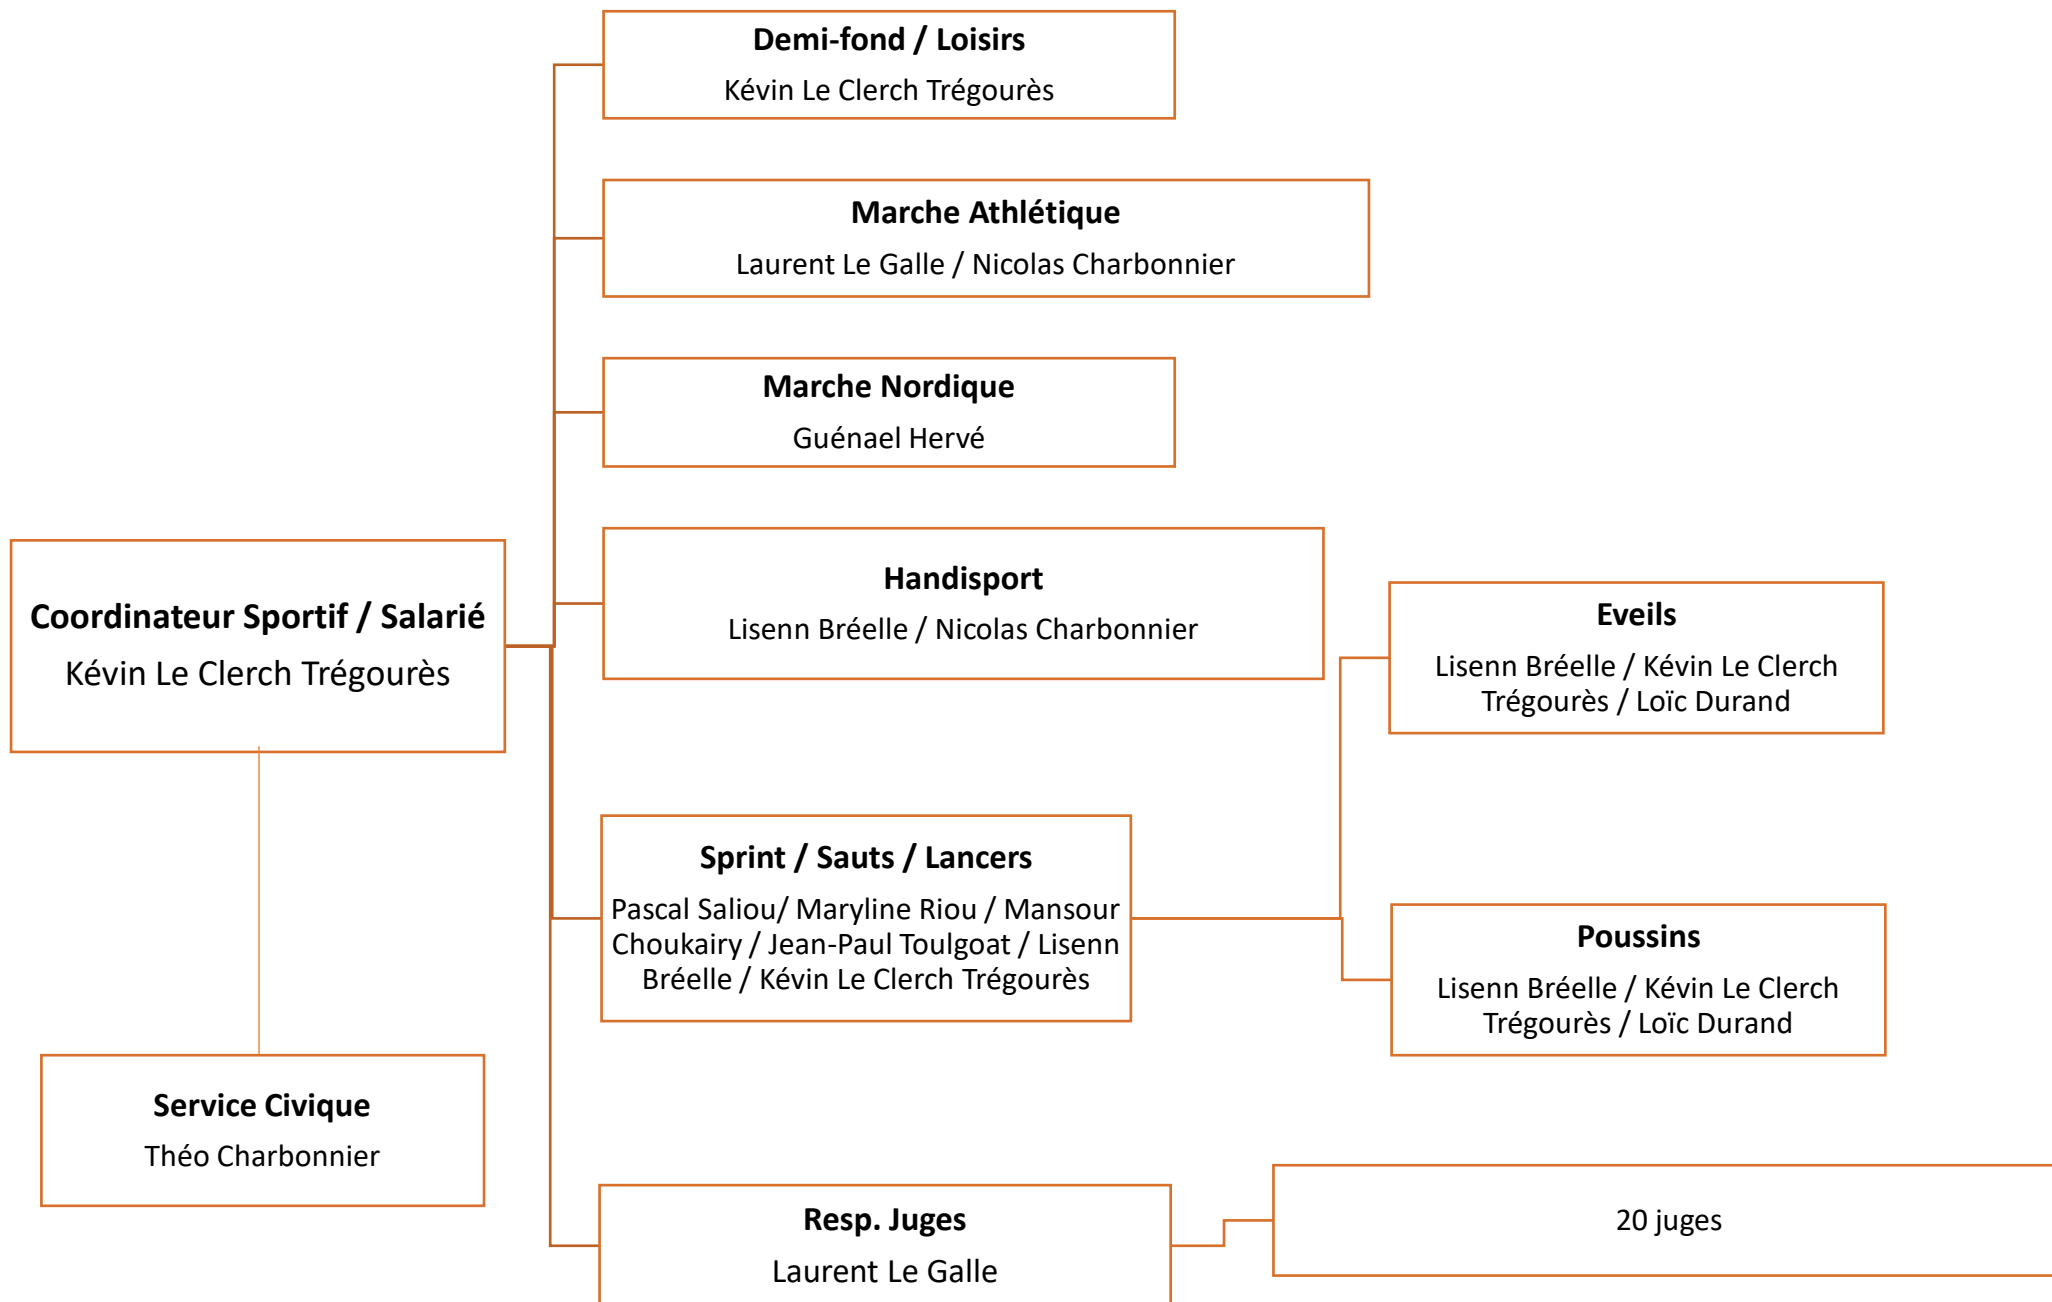 Demi-fond / Loisirs
Kévin Le Clerch Trégourès
Marche Athlétique
Laurent Le Galle / Nicolas Charbonnier
Marche Nordique
Guénael Hervé
Handisport
Lisenn Bréelle / Nicolas Charbonnier
Coordinateur Sportif / Salarié
Kévin Le Clerch Trégourès
Eveils
Lisenn Bréelle / Kévin Le Clerch
Trégourès / Loïc Durand
Sprint / Sauts / Lancers
Pascal Saliou/ Maryline Riou / Mansour
Choukairy / Jean-Paul Toulgoat / Lisenn
Bréelle / Kévin Le Clerch Trégourès
Poussins
Lisenn Bréelle / Kévin Le Clerch
Trégourès / Loïc Durand
Service Civique
Théo Charbonnier
Resp. Juges
Laurent Le Galle
20 juges